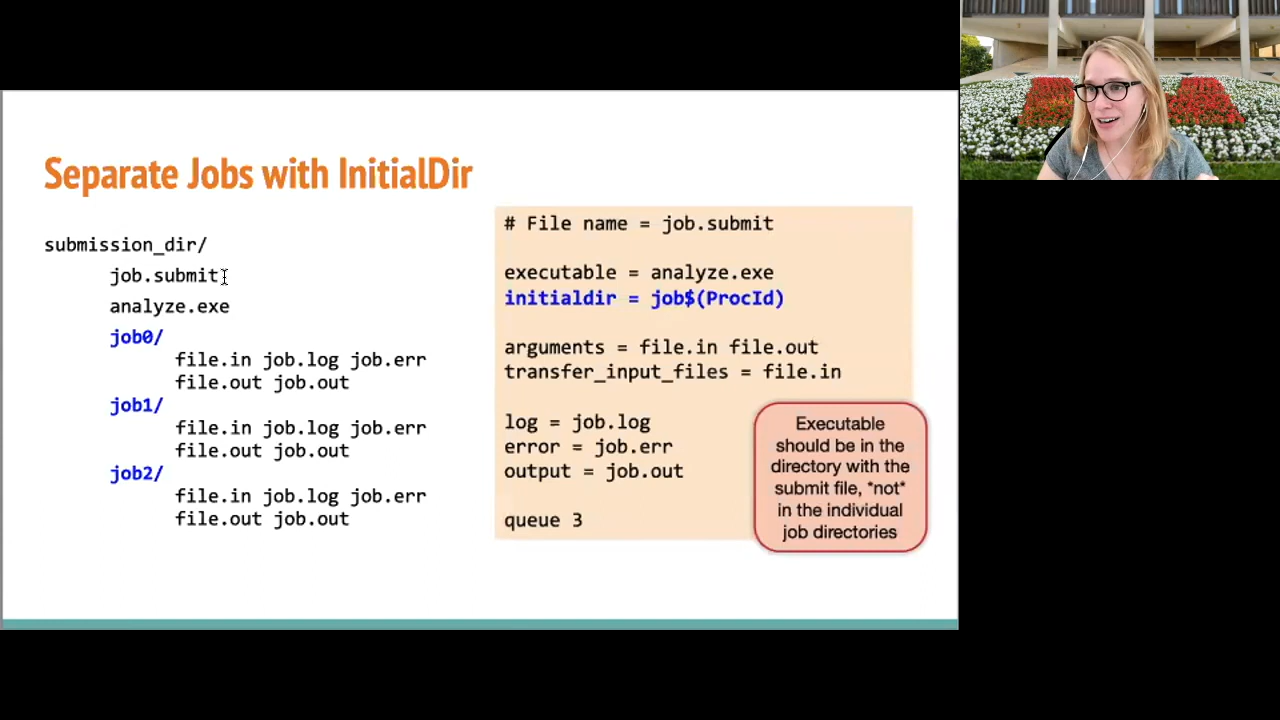 Separate Jobs with InitialDir
submission_dir/
job.submit
analyze.exe
job0/
file.in job.log job.err
file.out job.out
job1/
file.in job.log job.err
file.out job.out
job2/
file.in job.log job.err
file.out job.out
# File name = job.submit
executable = analyze.exe
initialdir = job$(ProcId)
arguments = file.in file.out
transfer_input_files = file.in
log = job.log
error = job.err
output = job.out
queue 3
Executable
should be in the
directory with the
submit file, *not*
in the individual
job directories